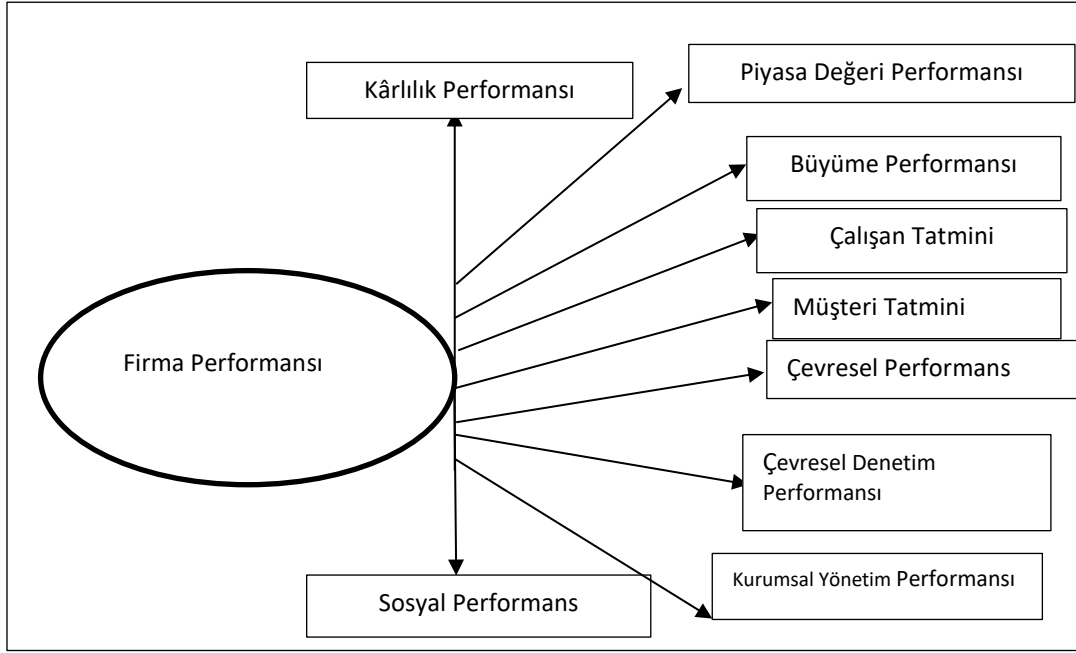 Kârlılık Performansı
Piyasa Değeri Performansı
Büyüme Performansı
Çalışan Tatmini
Müşteri Tatmini
Firma Performansı
Çevresel Performans
Çevresel Denetim
Performansı
Kurumsal Yönetim Performansı
Sosyal Performans